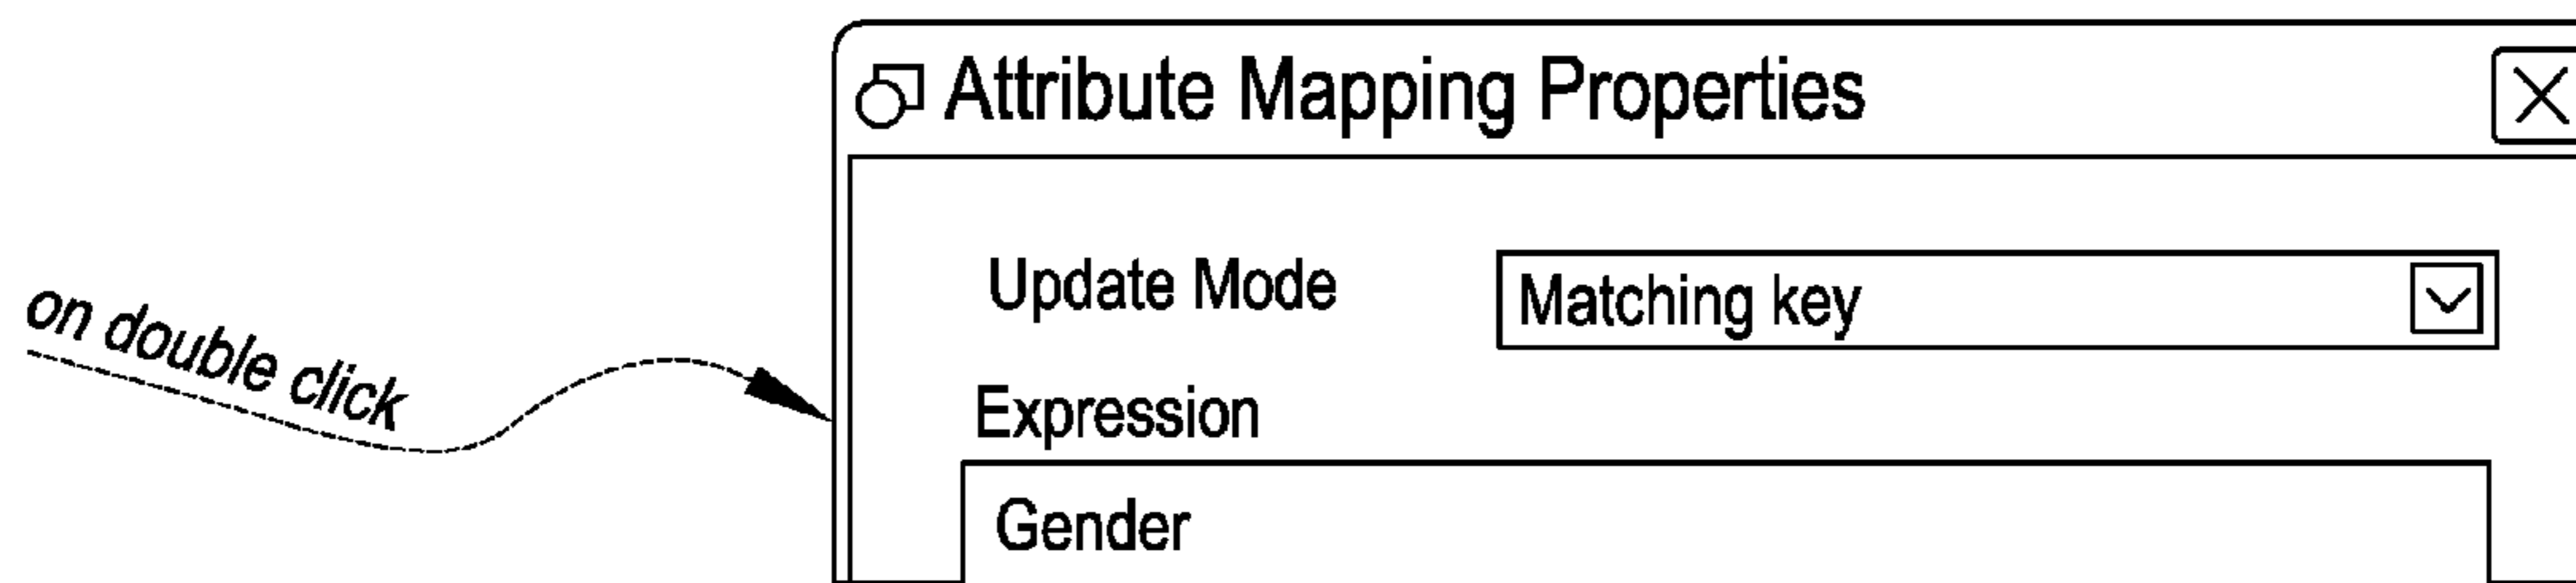 Attribute Mapping Properties
Update Mode Matching key
on double click
Expression
Gender